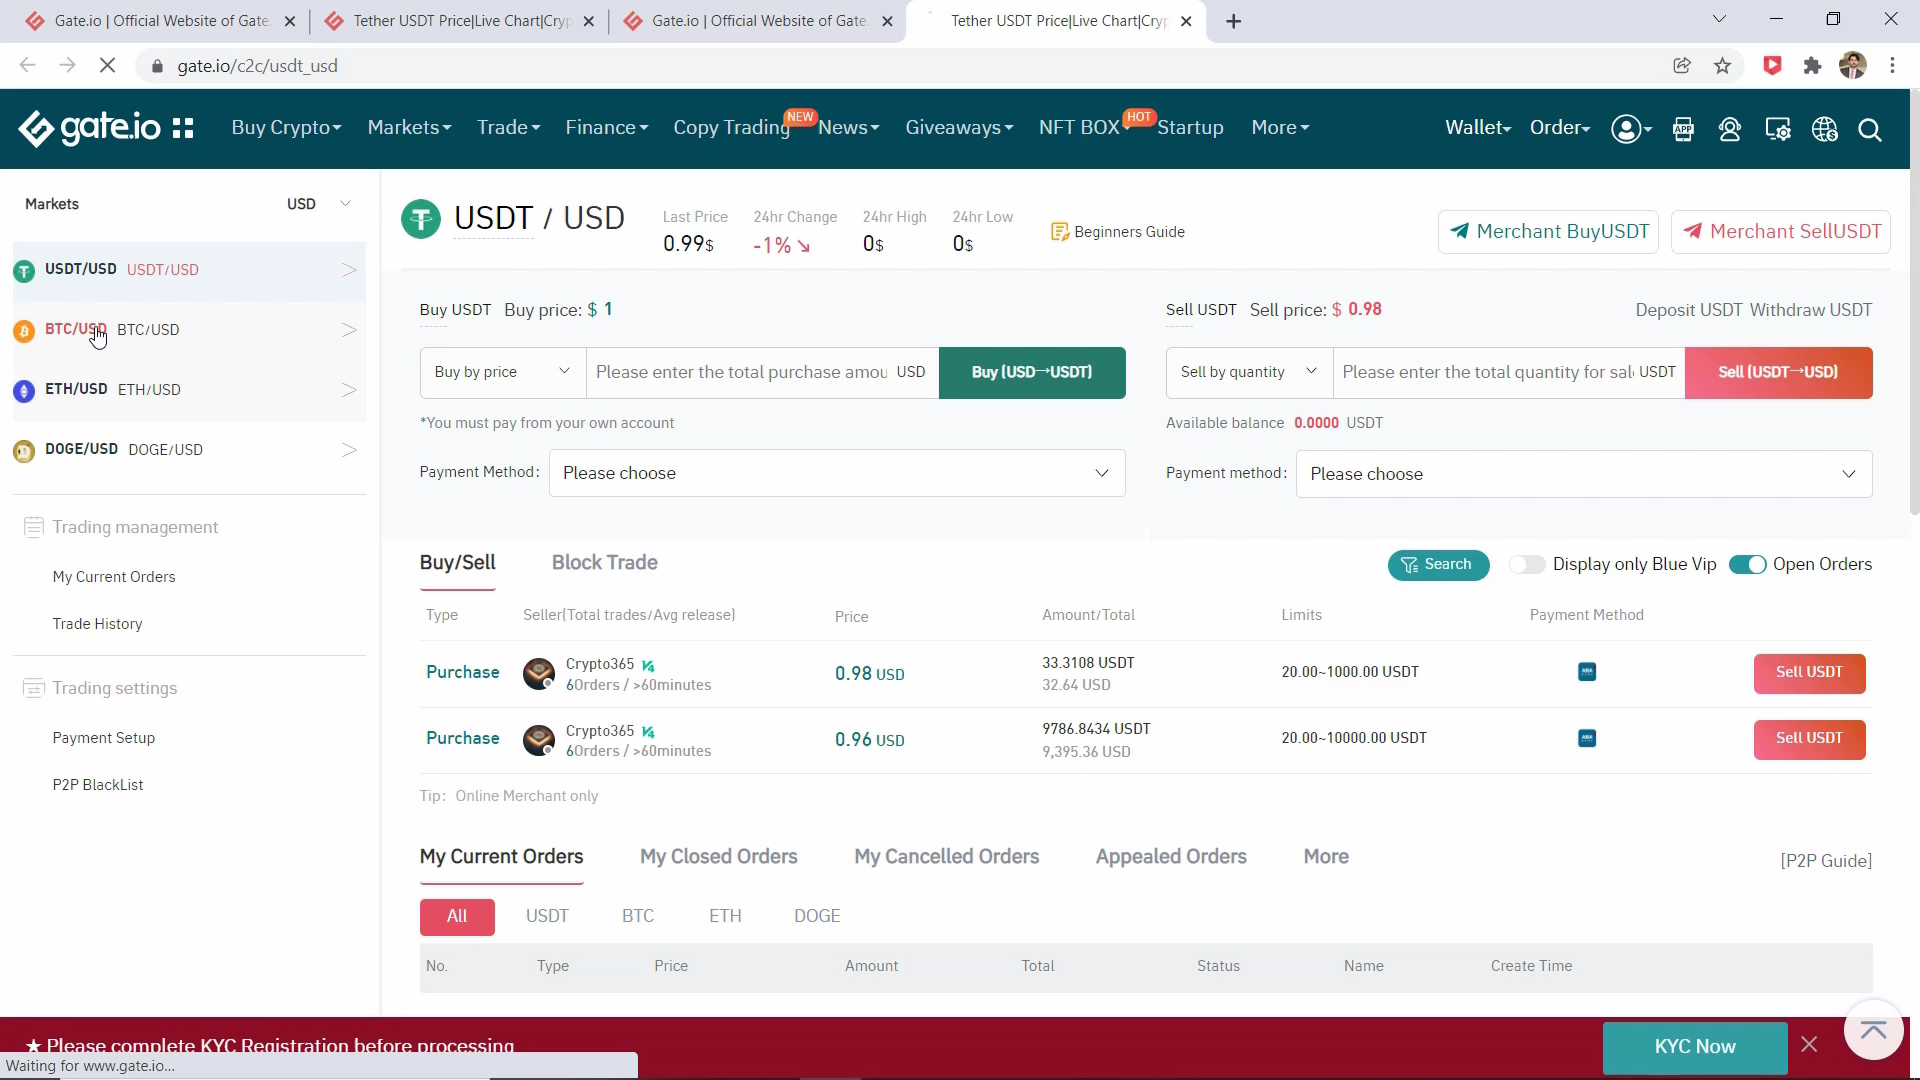 Gate.io | Official Website of Gate.
Tether USDT Price|Live Chart|Cryp
Gate.io | Official Website of Gate.
Tether USDT Price|Live Chart|Cryp
gate.io/c2c/usdt_usd
gate.io
Buy Crypto
Markets
Trade
Finance
Copy Trading
NEW
News
Giveaways
NFT BOX
HOT
Startup
More
Wallet
Order
APP
Markets
USD
USDT/USD USDT/USD
BTC/USD BTC/USD
ETH/USD ETH/USD
DOGE/USD DOGE/USD
Trading management
My Current Orders
Trade History
Trading settings
Payment Setup
P2P BlackList
USDT / USD
Last Price
0.99$
24hr Change
-1%
24hr High
0$
24hr Low
0$
Beginners Guide
Merchant BuyUSDT
Merchant SellUSDT
Buy USDT Buy price: $ 1
Buy by price
Please enter the total purchase amou
USD
Buy (USD→USDT)
*You must pay from your own account
Payment Method:
Please choose
Sell USDT Sell price: $ 0.98
Deposit USDT Withdraw USDT
Sell by quantity
Please enter the total quantity for sal
USDT
Sell (USDT→USD)
Available balance 0.0000 USDT
Payment method:
Please choose
Buy/Sell
Block Trade
Search
Display only Blue Vip
Open Orders
Type
Seller(Total trades/Avg release)
Price
Amount/Total
Limits
Payment Method
Purchase
Crypto365
6Orders / >60minutes
0.98 USD
33.3108 USDT
32.64 USD
20.00~1000.00 USDT
ABA
Sell USDT
Purchase
Crypto365
6Orders / >60minutes
0.96 USD
9786.8434 USDT
9,395.36 USD
20.00~10000.00 USDT
ABA
Sell USDT
Tip: Online Merchant only
My Current Orders
My Closed Orders
My Cancelled Orders
Appealed Orders
More
[P2P Guide]
All
USDT
BTC
ETH
DOGE
No.
Type
Price
Amount
Total
Status
Name
Create Time
★ Please complete KYC Registration before processing
KYC Now
Waiting for www.gate.io...